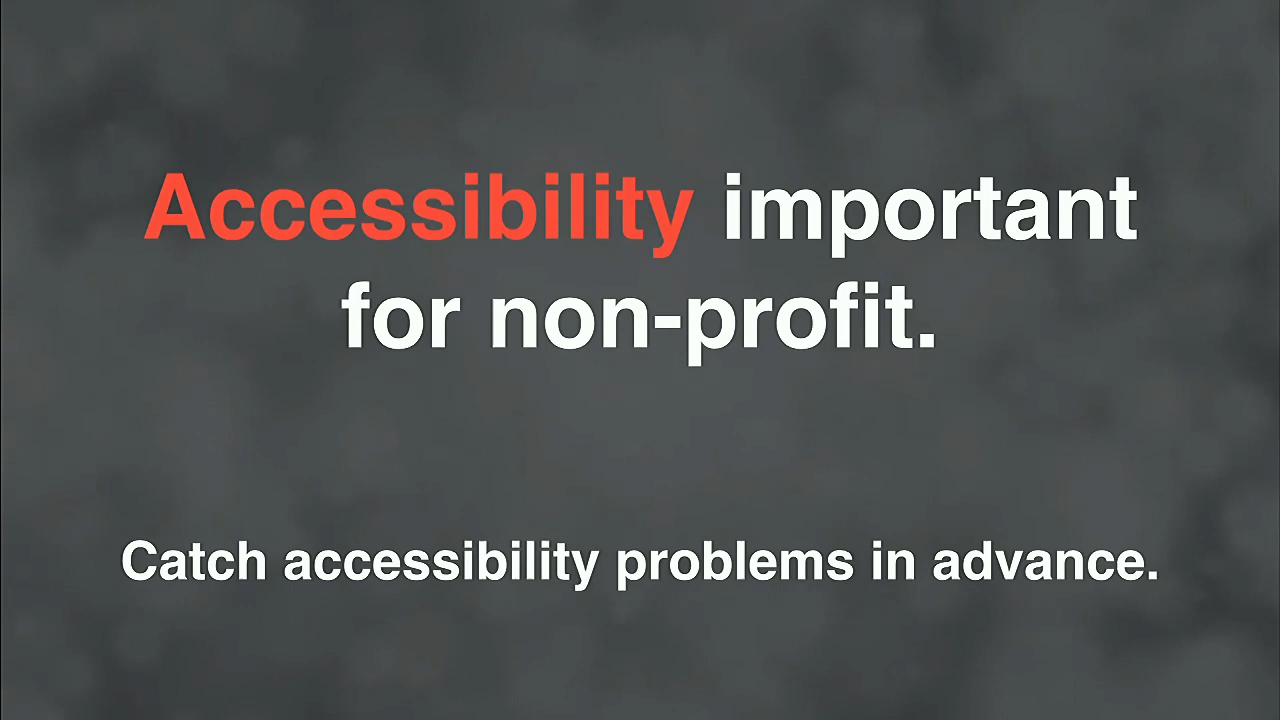 Accessibility important
for non-profit.
Catch accessibility problems in advance.